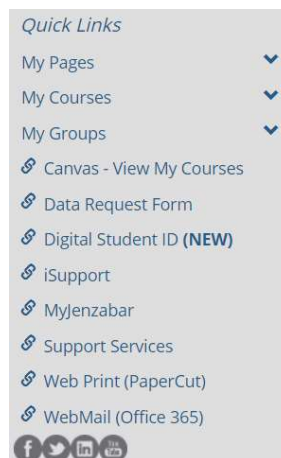 Quick Links
My Pages
My Courses
My Groups
Canvas - View My Courses
Data Request Form
Digital Student ID (NEW)
iSupport
MyJenzabar
Support Services
Web Print (PaperCut)
WebMail (Office 365)